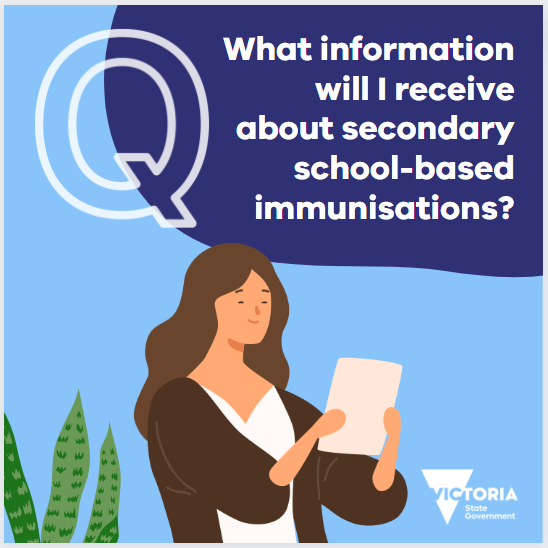 Q
What information
will I receive
about secondary
school-based
immunisations?
VICTORIA
State
Government